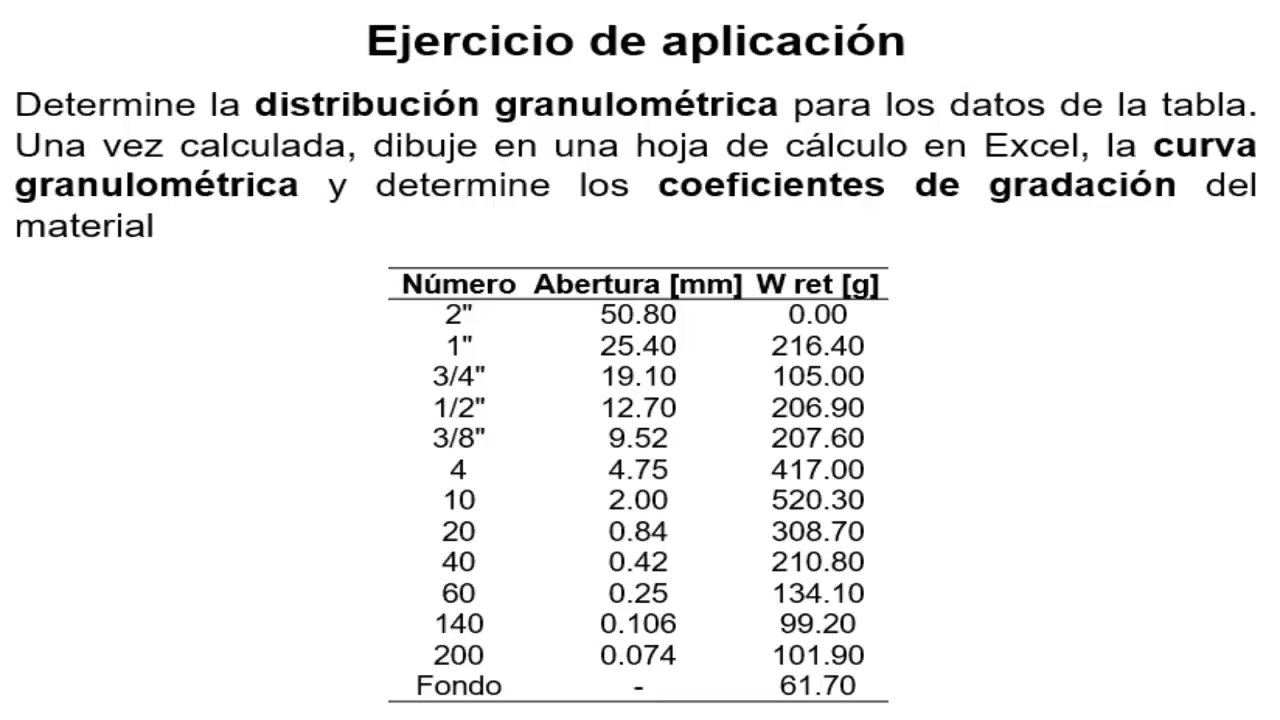 Ejercicio de aplicación
Determine la distribución granulométrica para los datos de la tabla.
Una vez calculada, dibuje en una hoja de cálculo en Excel, la curva
granulométrica y determine los coeficientes de gradación del
material
Número Abertura [mm] W ret [g]
2" 50.80 0.00
1" 25.40 216.40
3/4" 19.10 105.00
1/2" 12.70 206.90
3/8" 9.52 207.60
4 4.75 417.00
10 2.00 520.30
20 0.84 308.70
40 0.42 210.80
60 0.25 134.10
140 0.106 99.20
200 0.074 101.90
Fondo - 61.70